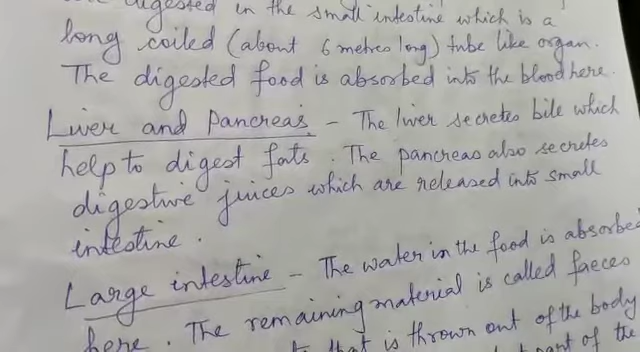 digested in the small intestine which is a
long coiled (about 6 metres long) tube like organ.
The digested food is absorbed into the blood here.
Liver and Pancreas - The liver secretes bile which
help to digest fats. The pancreas also secretes
digestive juices which are released into small
intestine.
Large intestine - The water in the food is absorbed
here. The remaining material is called faeces
that is thrown out of the body
part of the